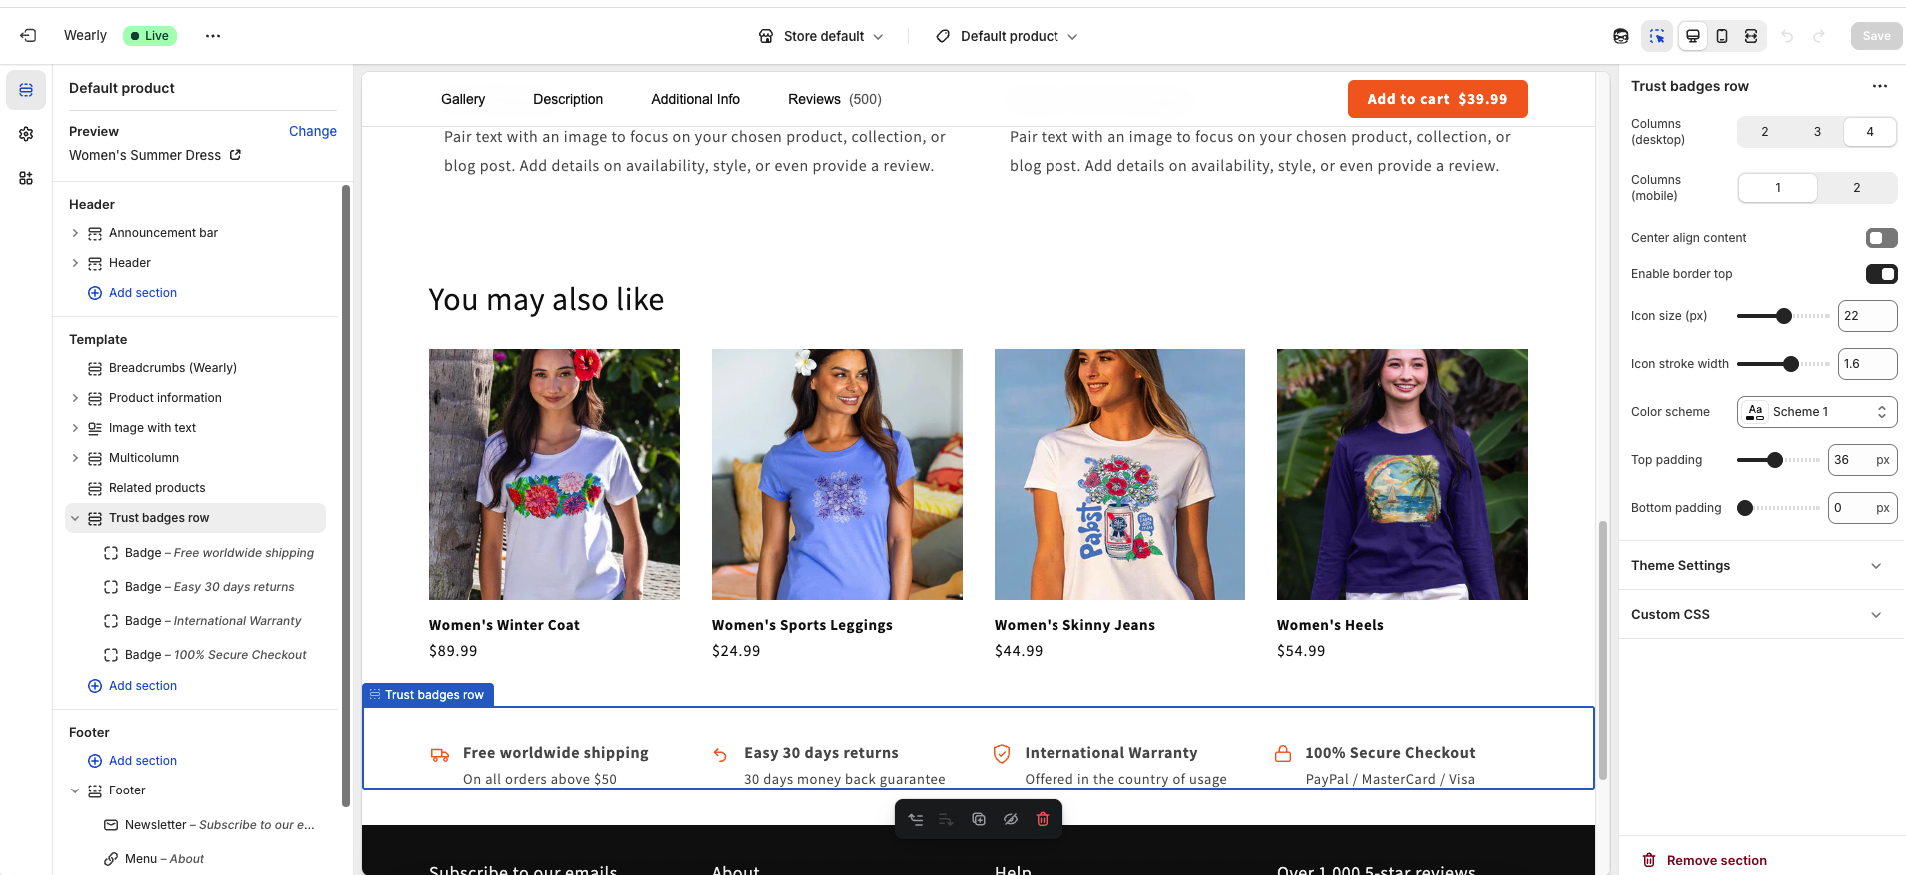 Wearly
Live
Store default
Default product
Save
Default product
Preview
Change
Women's Summer Dress
Header
Announcement bar
Header
Add section
Template
Breadcrumbs (Wearly)
Product information
Image with text
Multicolumn
Related products
Trust badges row
Badge – Free worldwide shipping
Badge – Easy 30 days returns
Badge – International Warranty
Badge – 100% Secure Checkout
Add section
Footer
Add section
Footer
Newsletter – Subscribe to our e...
Menu – About
Gallery
Description
Additional Info
Reviews (500)
Add to cart $39.99
Pair text with an image to focus on your chosen product, collection, or
blog post. Add details on availability, style, or even provide a review.
Pair text with an image to focus on your chosen product, collection, or
blog post. Add details on availability, style, or even provide a review.
You may also like
Pabst
Women's Winter Coat
$89.99
Women's Sports Leggings
$24.99
Women's Skinny Jeans
$44.99
Women's Heels
$54.99
Trust badges row
Free worldwide shipping
On all orders above $50
Easy 30 days returns
30 days money back guarantee
International Warranty
Offered in the country of usage
100% Secure Checkout
PayPal / MasterCard / Visa
Subscribe to our emails
About
Help
Over 1,000 5-star reviews
Trust badges row
Columns
(desktop)
2
3
4
Columns
(mobile)
1
2
Center align content
Enable border top
Icon size (px)
22
Icon stroke width
1.6
Color scheme
Aa
Scheme 1
Top padding
36 px
Bottom padding
0 px
Theme Settings
Custom CSS
Remove section